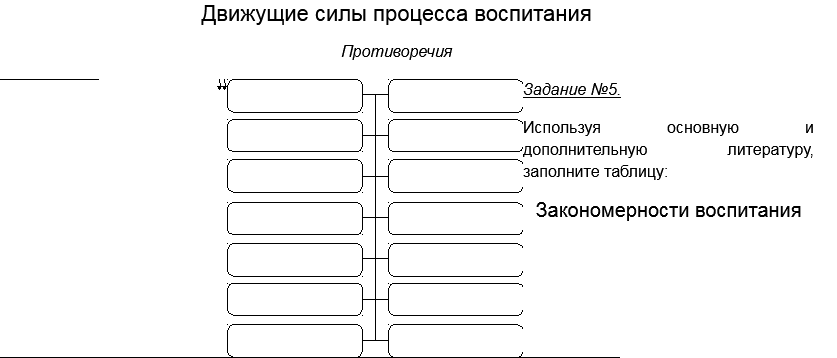 Движущие силы процесса воспитания
Противоречия
Задание №5.
Используя основную и
дополнительную литературу,
заполните таблицу:
Закономерности воспитания